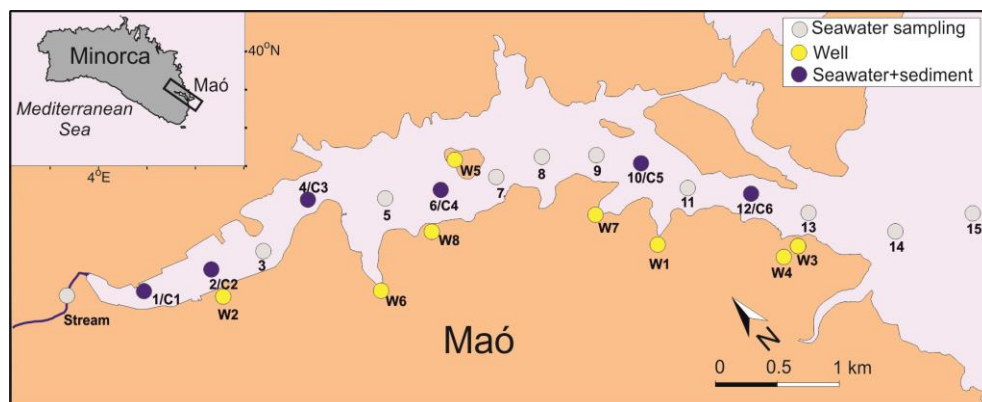 40°N
Minorca
Maó
Mediterranean
Sea
4°E
Seawater sampling
Well
Seawater+sediment
W5
4/C3
5
6/C4
7
8
9
10/C5
11
12/C6
13
14
15
W8
W7
W1
W4
W3
3
2/C2
1/C1
W2
W6
Stream
Maó
N
0 0.5 1 km